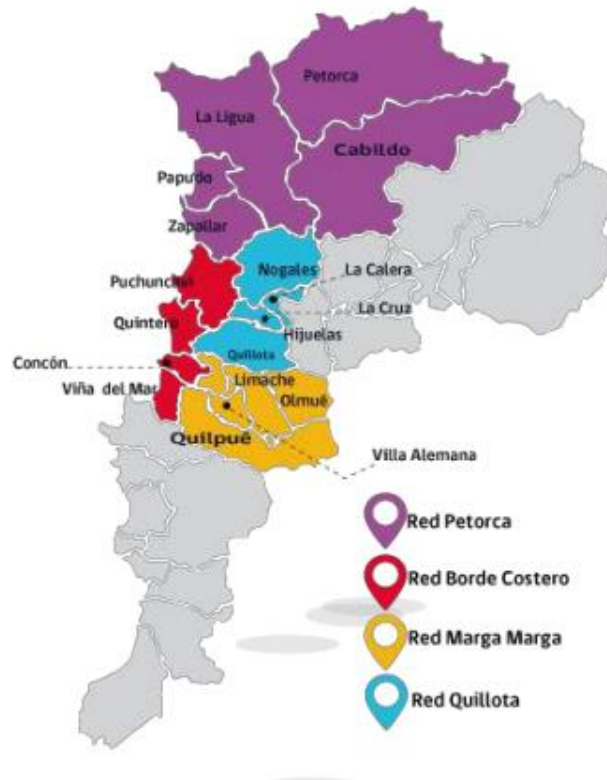 Petorca
La Ligua
Cabildo
Papudo
Zapallar
Nogales
La Calera
Puchuncaví
La Cruz
Quintero
Hijuelas
Quillota
Concón
Limache
Viña del Mar
Olmué
Quilpué
Villa Alemana
Red Petorca
Red Borde Costero
Red Marga Marga
Red Quillota